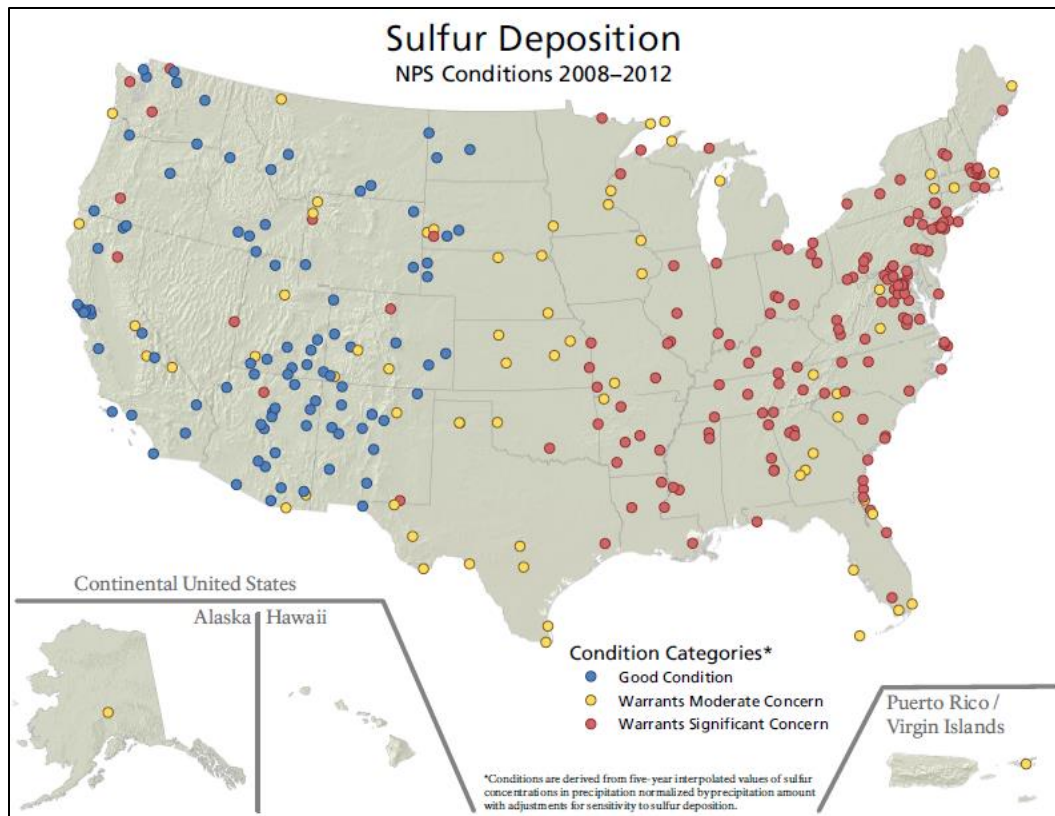 Sulfur Deposition
NPS Conditions 2008–2012
Continental United States
Alaska
Hawaii
Condition Categories*
Good Condition
Warrants Moderate Concern
Warrants Significant Concern
Puerto Rico /
Virgin Islands
*Conditions are derived from five-year interpolated values of sulfur
concentrations in precipitation normalized by precipitation amount
with adjustments for sensitivity to sulfur deposition.